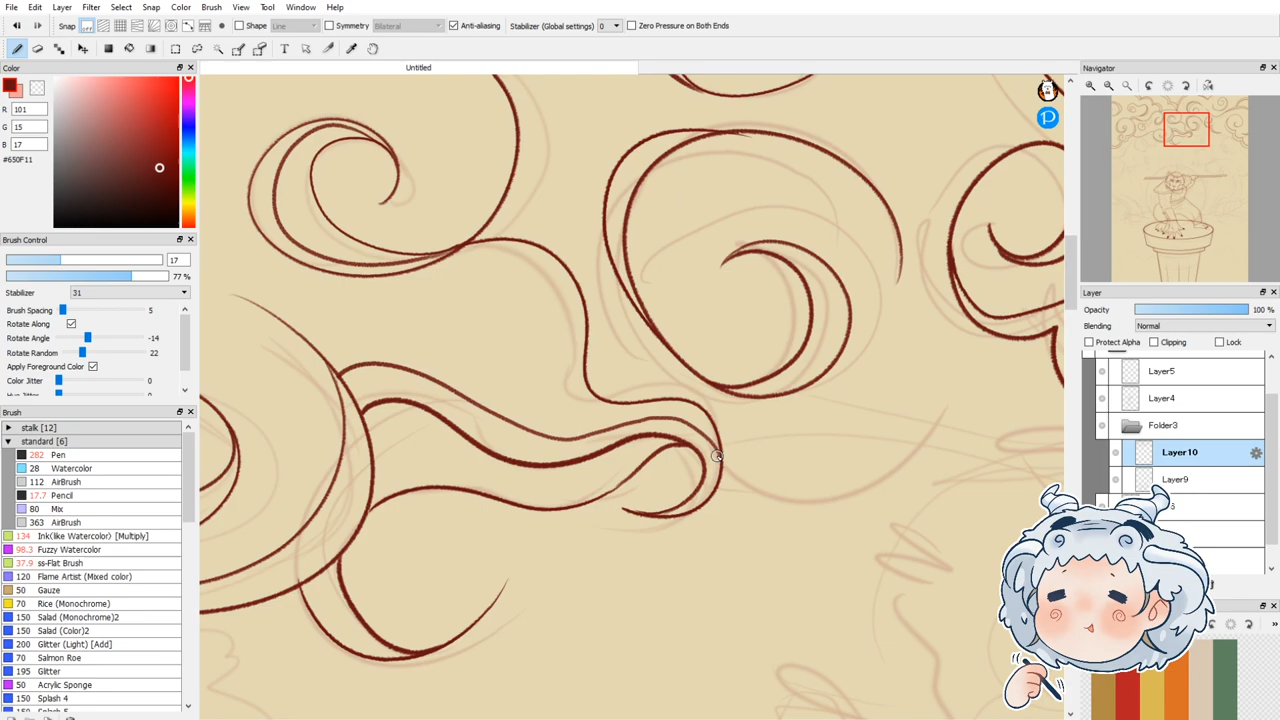 File Edit Layer Filter Select Snap Color Brush View Tool Window Help
Snap off Shape Line Symmetry Bilateral Anti-aliasing Stabilizer (Global settings) 0 Zero Pressure on Both Ends
Untitled
Color
R 101
G 15
B 17
#650F11
Brush Control
17
77 %
Stabilizer 31
Brush Spacing 5
Rotate Along
Rotate Angle -14
Rotate Random 22
Apply Foreground Color
Color Jitter 0
Brush
stalk [12]
standard [6]
282 Pen
28 Watercolor
112 AirBrush
17.7 Pencil
80 Mix
363 AirBrush
134 Ink(like Watercolor) [Multiply]
98.3 Fuzzy Watercolor
37.9 ss-Flat Brush
120 Flame Artist (Mixed color)
50 Gauze
70 Rice (Monochrome)
150 Salad (Monochrome)2
150 Salad (Color)2
200 Glitter (Light) [Add]
70 Salmon Roe
195 Glitter
50 Acrylic Sponge
150 Splash 4
150 Splash 5
Navigator
Layer
Opacity 100 %
Blending Normal
Protect Alpha Clipping Lock
Layer5
Layer4
Folder3
Layer10
Layer9